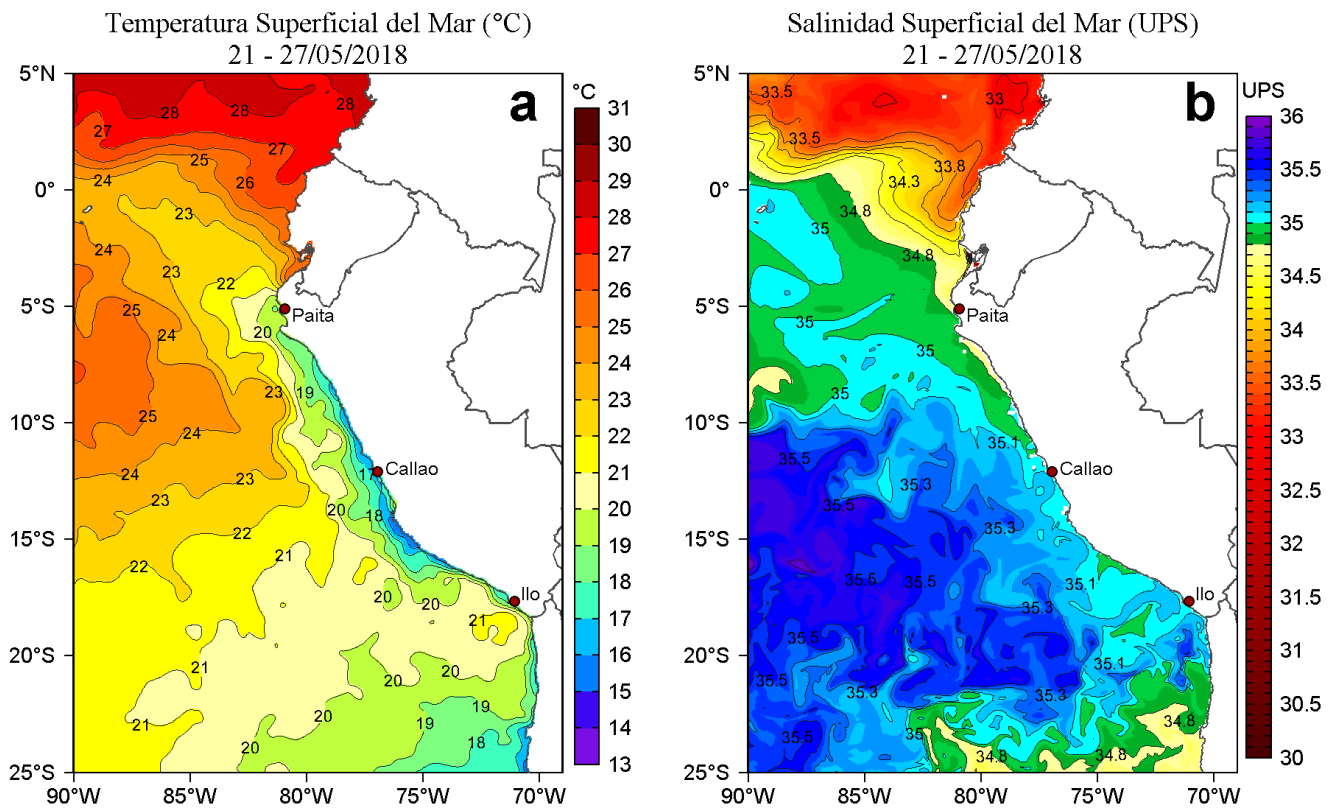 Temperatura Superficial del Mar (°C)
21 - 27/05/2018
5°N
0°
5°S
10°S
15°S
20°S
25°S
90°W
85°W
80°W
75°W
70°W
a
°C
31
30
29
28
27
26
25
24
23
22
21
20
19
18
17
16
15
14
13
28
28
28
27
27
25
24
26
23
24
23
22
25
24
20
Paita
23
19
25
24
24
23
23
17
Callao
20
18
22
21
22
20
20
Ilo
21
21
20
20
21
20
19
19
20
18
Salinidad Superficial del Mar (UPS)
21 - 27/05/2018
5°N
0°
5°S
10°S
15°S
20°S
25°S
90°W
85°W
80°W
75°W
70°W
b
UPS
36
35.5
35
34.5
34
33.5
33
32.5
32
31.5
31
30.5
30
33.5
33
33.5
33.8
34.3
34.8
35
34.8
Paita
35
35
35
35.1
35.5
Callao
35.3
35.5
35.3
35.5
35.5
35.1
35.3
Ilo
35.5
35.1
35.5
35.3
35.3
34.8
35
35.5
34.8
34.8